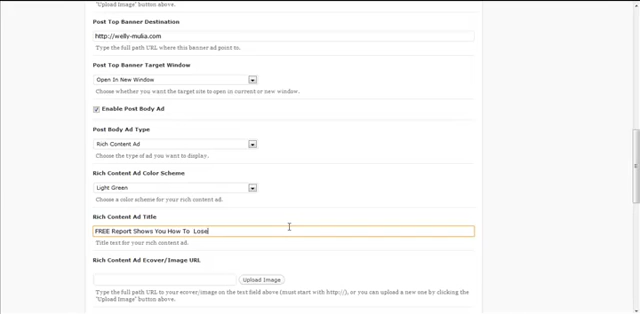 "Upload Image" button above.
Post Top Banner Destination
http://welly-mulia.com
Type the full path URL where this banner ad point to.
Post Top Banner Target Window
Open In New Window
Choose whether you want the target site to open in current or new window.
Enable Post Body Ad
Post Body Ad Type
Rich Content Ad
Choose the type of ad you want to display.
Rich Content Ad Color Scheme
Light Green
Choose a color scheme for your rich content ad.
Rich Content Ad Title
FREE Report Shows You How To  Lose
Title text for your rich content ad.
Rich Content Ad Ecover/Image URL
Upload Image
Type the full path URL to your ecover/image on the text field above (must start with http://), or you can upload a new one by clicking the
"Upload Image" button above.